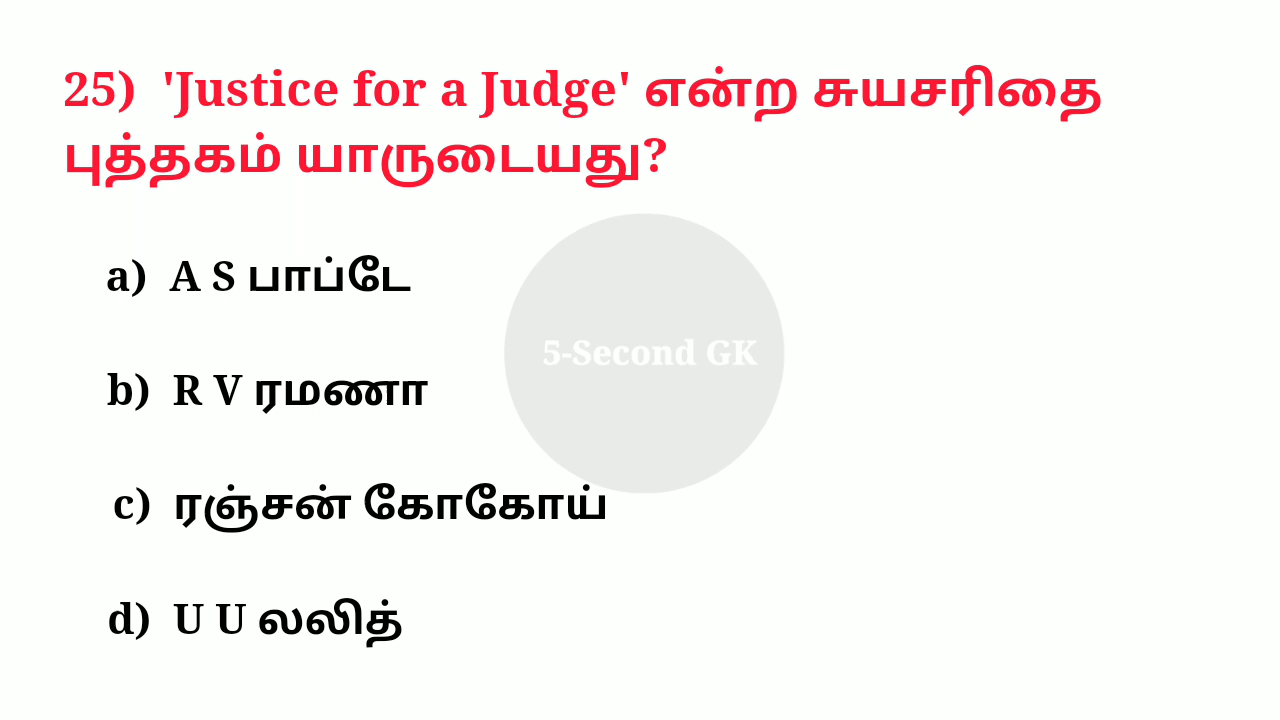 25) 'Justice for a Judge' என்ற சுயசரிதை
புத்தகம் யாருடையது?
a) A S பாப்டே
b) R V ரமணா
5-Second GK
c) ரஞ்சன் கோகோய்
d) U U லலித்